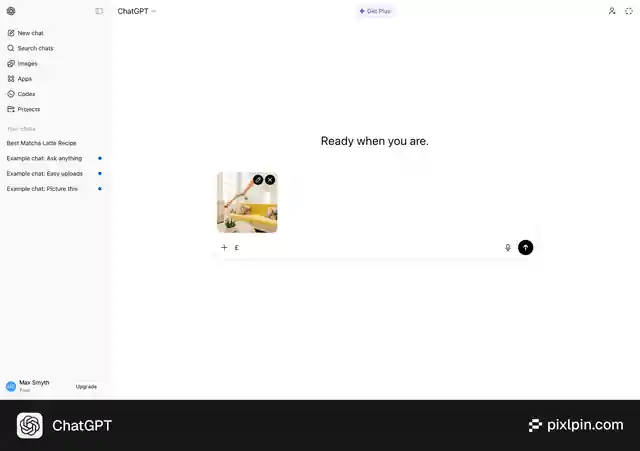 ChatGPT
Get Plus
New chat
Search chats
Images
Apps
Codex
Projects
Your chats
Best Matcha Latte Recipe
Example chat: Ask anything
Example chat: Easy uploads
Example chat: Picture this
Ready when you are.
E
Max Smyth
Free
Upgrade
ChatGPT
pixlpin.com